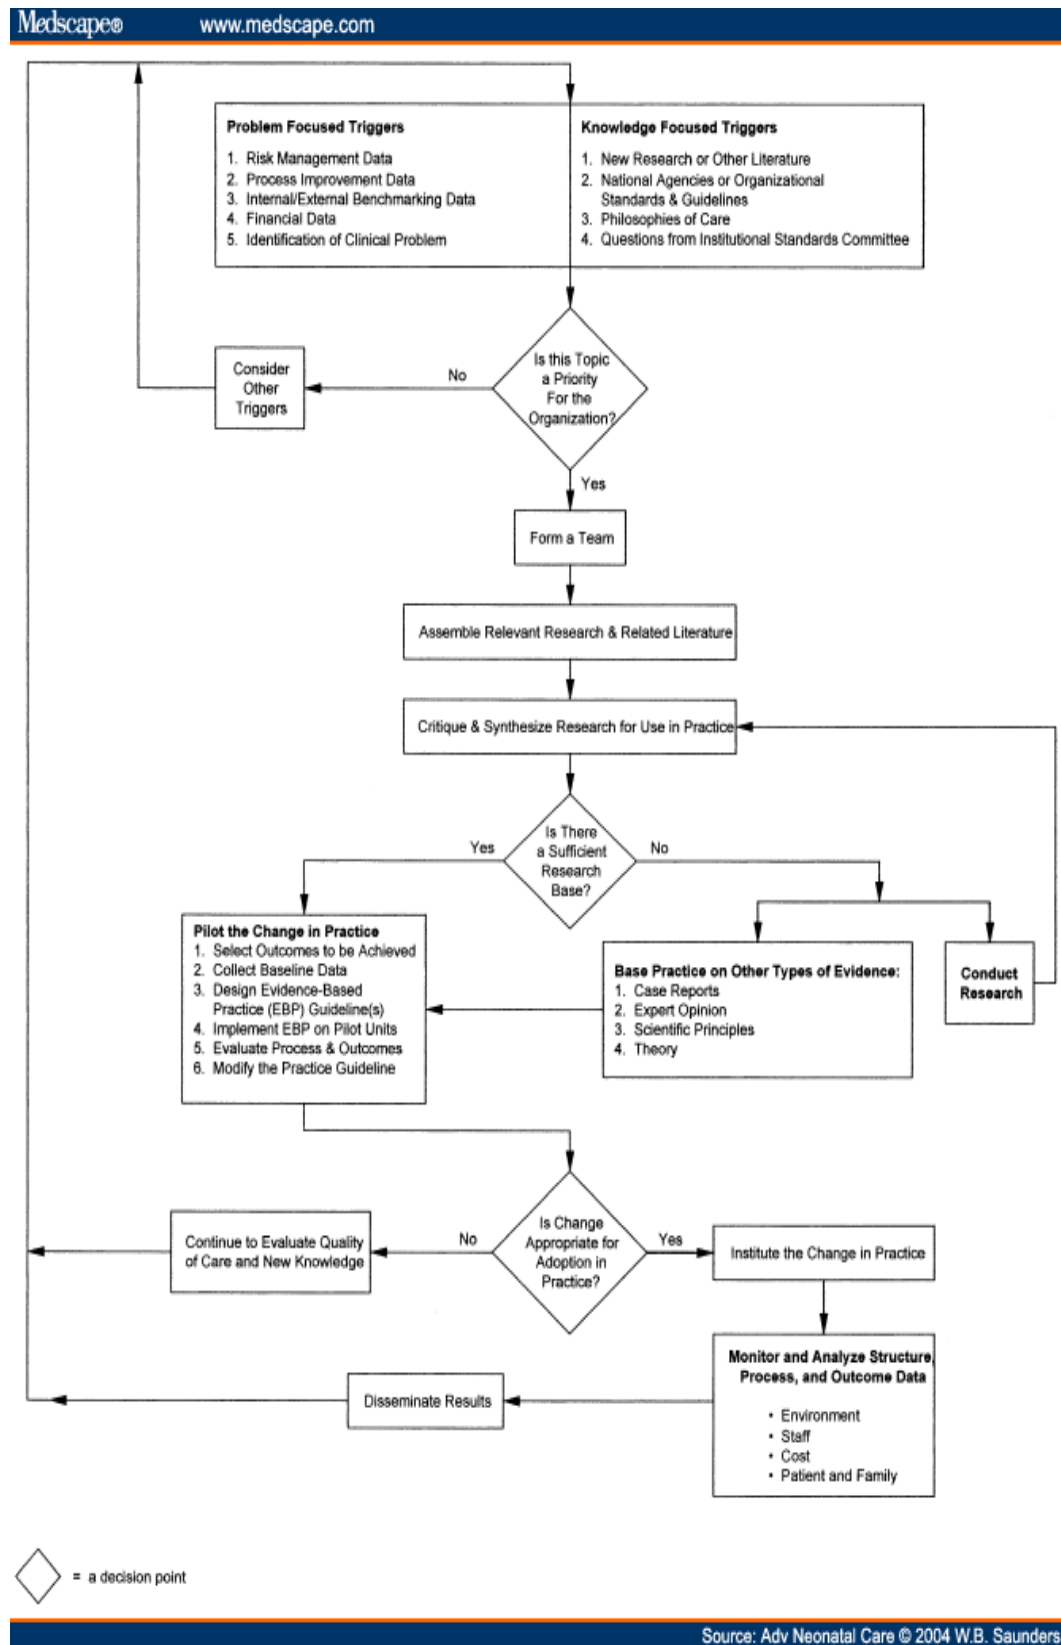 Medscape® www.medscape.com
Problem Focused Triggers
1. Risk Management Data
2. Process Improvement Data
3. Internal/External Benchmarking Data
4. Financial Data
5. Identification of Clinical Problem
Knowledge Focused Triggers
1. New Research or Other Literature
2. National Agencies or Organizational
Standards & Guidelines
3. Philosophies of Care
4. Questions from Institutional Standards Committee
Is this Topic
a Priority
For the
Organization?
No
Consider
Other
Triggers
Yes
Form a Team
Assemble Relevant Research & Related Literature
Critique & Synthesize Research for Use in Practice
Is There
a Sufficient
Research
Base?
Yes
No
Pilot the Change in Practice
1. Select Outcomes to be Achieved
2. Collect Baseline Data
3. Design Evidence-Based
Practice (EBP) Guideline(s)
4. Implement EBP on Pilot Units
5. Evaluate Process & Outcomes
6. Modify the Practice Guideline
Base Practice on Other Types of Evidence:
1. Case Reports
2. Expert Opinion
3. Scientific Principles
4. Theory
Conduct
Research
Is Change
Appropriate for
Adoption in
Practice?
No
Continue to Evaluate Quality
of Care and New Knowledge
Yes
Institute the Change in Practice
Monitor and Analyze Structure,
Process, and Outcome Data
• Environment
• Staff
• Cost
• Patient and Family
Disseminate Results
= a decision point
Source: Adv Neonatal Care © 2004 W.B. Saunders